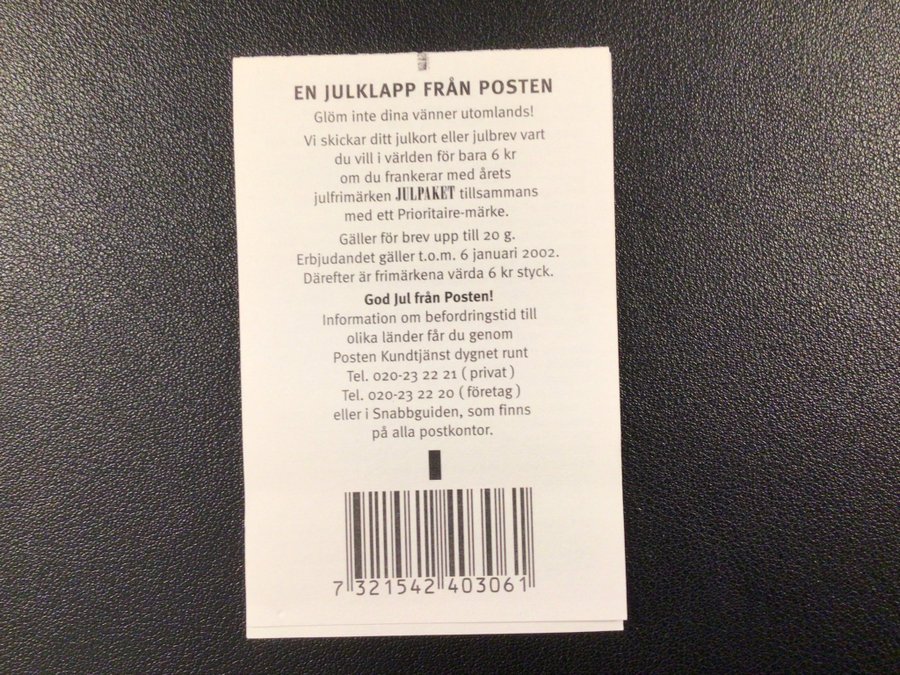 EN JULKLAPP FRÅN POSTEN
Glöm inte dina vänner utomlands!
Vi skickar ditt julkort eller julbrev vart
du vill i världen för bara 6 kr
om du frankerar med årets
julfrimärken JULPAKET tillsammans
med ett Prioritaire-märke.
Gäller för brev upp till 20 g.
Erbjudandet gäller t.o.m. 6 januari 2002.
Därefter är frimärkena värda 6 kr styck.
God Jul från Posten!
Information om befordringstid till
olika länder får du genom
Posten Kundtjänst dygnet runt
Tel. 020-23 22 21 ( privat )
Tel. 020-23 22 20 ( företag )
eller i Snabbguiden, som finns
på alla postkontor.
7 321542 403061